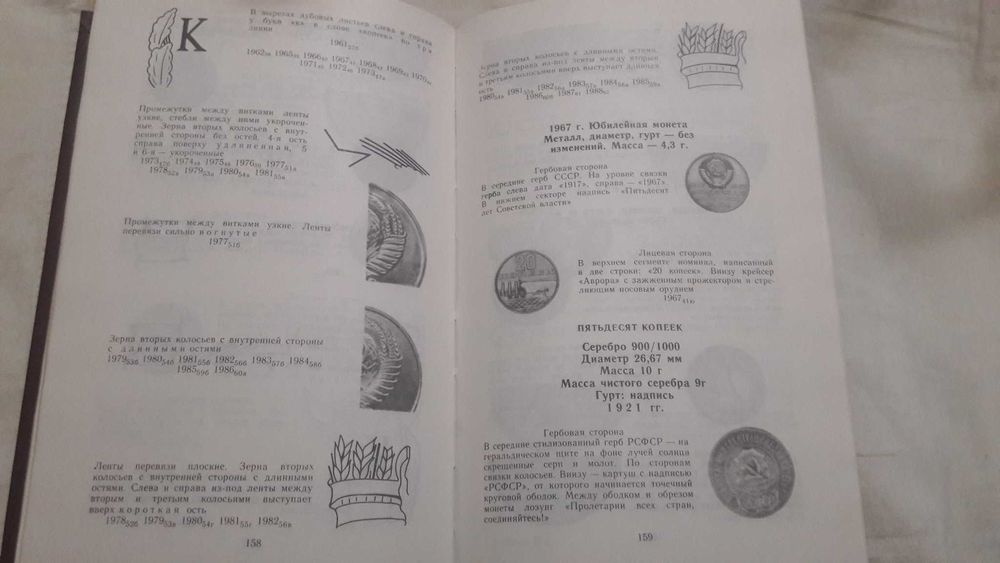 К
В вырезах дубовых листьев слева и справа
у букв «к» в слове «копеек» по три
линии
1961
1962 1965 1966 1967 1968 1969 1970
1971 1972 1973
Промежутки между витками ленты
узкие, стебли между ними укорочен-
ные. Зерна вторых колосьев с внут-
ренней стороны без остей, 4-я ость
справа поверху удлиненная, 5
и 6-я — укороченные
1973 1974 1975 1976 1977
1978 1979 1980 1981
Промежутки между витками узкие. Ленты
перевязи сильно вогнутые
1977
Зерна вторых колосьев с внутренней стороны
с длинными остями
1979 1980 1981 1982 1983 1984
1985 1986
Ленты перевязи плоские. Зерна вторых
колосьев с внутренней стороны с длинными
остями. Слева и справа из-под ленты между
вторым и третьим колосьями выступает
вверх короткая ость
1978 1979 1980 1981 1982
158
Зерна вторых колосьев с длинными остями.
Слева и справа из-под ленты между вторым
и третьим колосьями вверх выступает длинная
ость
1980 1981 1982 1983 1984 1985
1986 1987 1988
1967 г. Юбилейная монета
Металл, диаметр, гурт — без
изменений. Масса — 4,3 г.
Гербовая сторона
В середине герб СССР. На уровне связки
герба слева дата «1917», справа — «1967».
В нижнем секторе надпись «Пятьдесят
лет Советской власти»
Лицевая сторона
В верхнем сегменте номинал, написанный
в две строки: «20 копеек». Внизу крейсер
«Аврора» с зажженным прожектором и стре-
ляющим носовым орудием
1967
20
ПЯТЬДЕСЯТ КОПЕЕК
Серебро 900/1000
Диаметр 26,67 мм
Масса 10 г
Масса чистого серебра 9г
Гурт: надпись
1921 гг.
Гербовая сторона
В середине стилизованный герб РСФСР — на
геральдическом щите на фоне лучей солнца
скрещенные серп и молот. По сторонам
связки колосьев. Внизу — картуш с надписью
«РСФСР», от которого начинается точечный
круговой ободок. Между ободком и обрезом
монеты лозунг «Пролетарии всех стран,
соединяйтесь!»
159